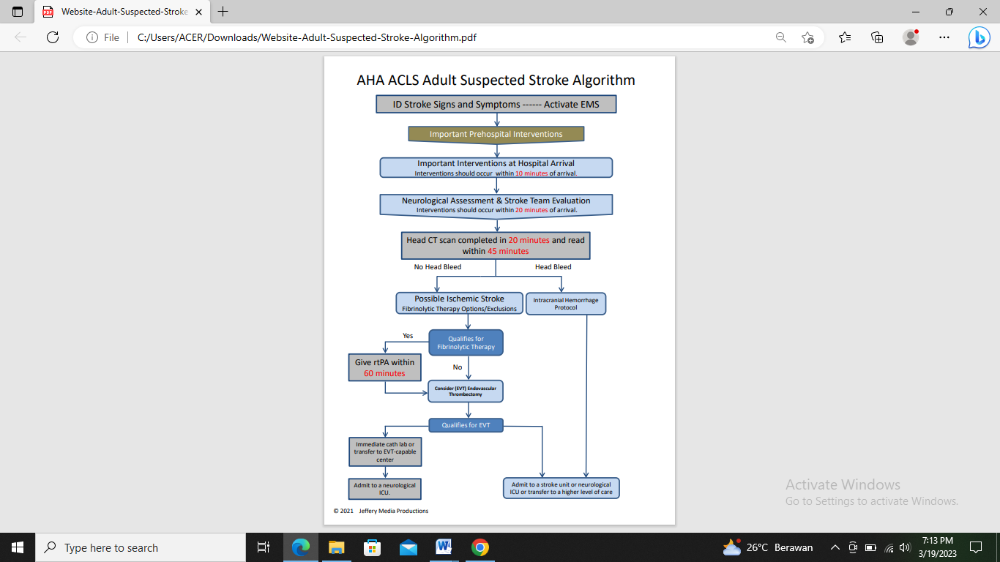 Website-Adult-Suspected-Stroke
File
C:/Users/ACER/Downloads/Website-Adult-Suspected-Stroke-Algorithm.pdf
AHA ACLS Adult Suspected Stroke Algorithm
ID Stroke Signs and Symptoms ------ Activate EMS
Important Prehospital Interventions
Important Interventions at Hospital Arrival
Interventions should occur within 10 minutes of arrival.
Neurological Assessment & Stroke Team Evaluation
Interventions should occur within 20 minutes of arrival.
Head CT scan completed in 20 minutes and read
within 45 minutes
No Head Bleed
Head Bleed
Possible Ischemic Stroke
Fibrinolytic Therapy Options/Exclusions
Intracranial Hemorrhage
Protocol
Yes
Qualifies for
Fibrinolytic Therapy
Give rtPA within
60 minutes
No
Consider (EVT) Endovascular
Thrombectomy
Qualifies for EVT
Immediate cath lab or
transfer to EVT-capable
center
Admit to a neurological
ICU.
Admit to a stroke unit or neurological
ICU or transfer to a higher level of care
© 2021 Jeffery Media Productions
Activate Windows
Go to Settings to activate Windows.
Type here to search
26°C Berawan
7:13 PM
3/19/2023